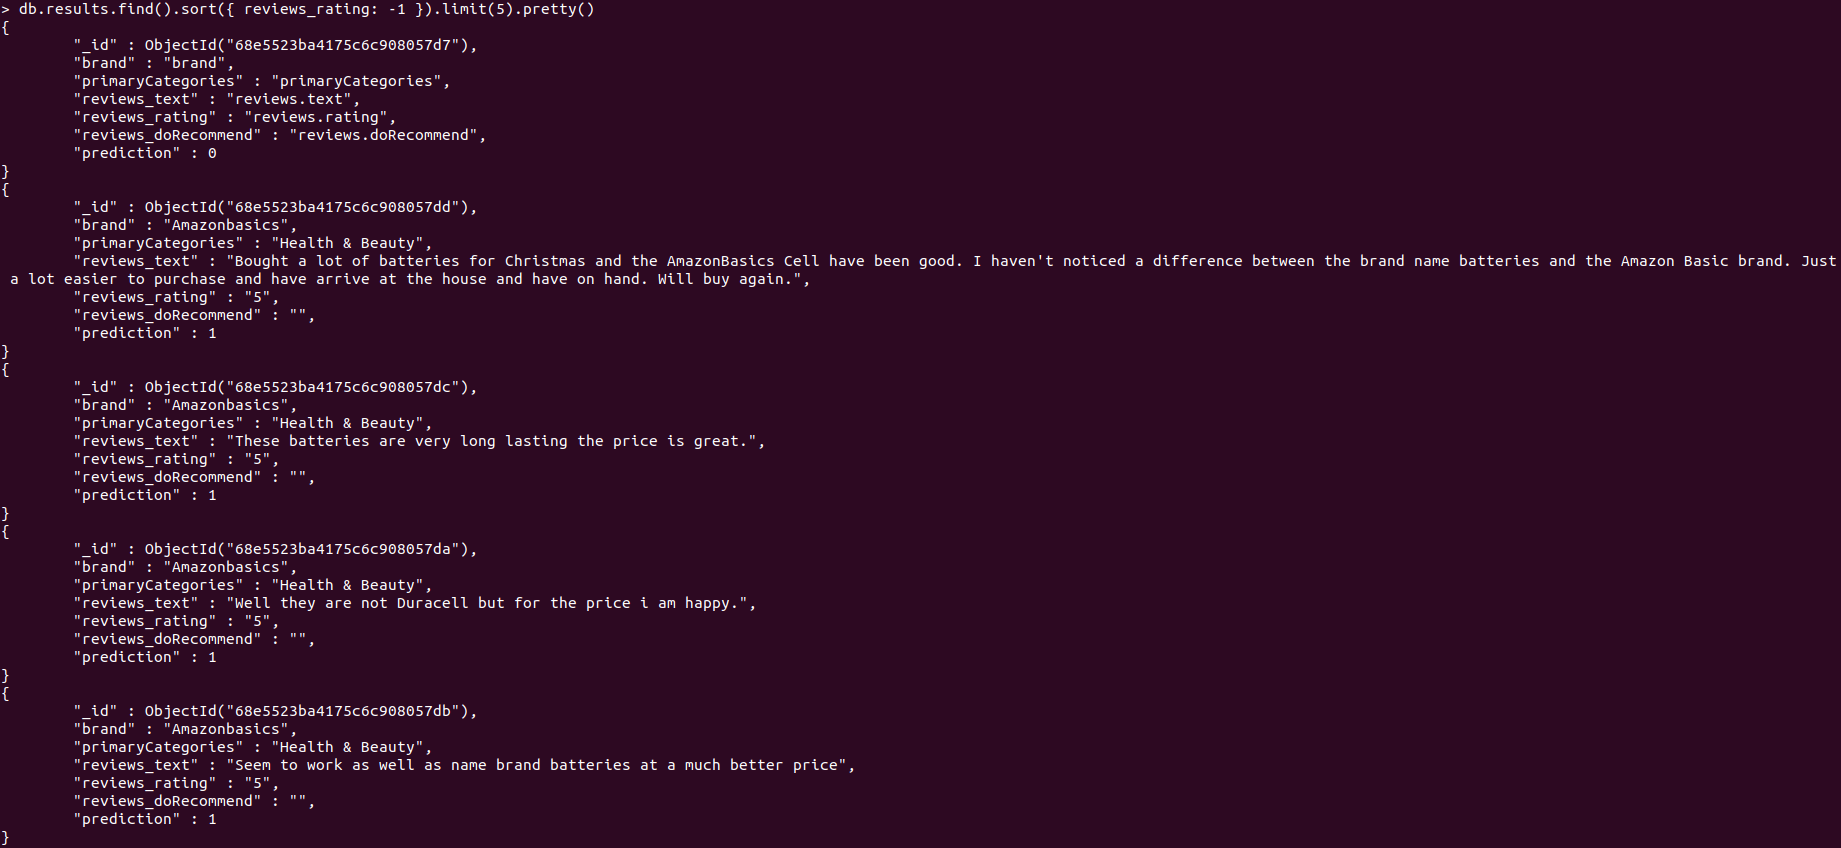 > db.results.find().sort({ reviews_rating: -1 }).limit(5).pretty()
{
        "_id" : ObjectId("68e5523ba4175c6c908057d7"),
        "brand" : "brand",
        "primaryCategories" : "primaryCategories",
        "reviews_text" : "reviews.text",
        "reviews_rating" : "reviews.rating",
        "reviews_doRecommend" : "reviews.doRecommend",
        "prediction" : 0
}
{
        "_id" : ObjectId("68e5523ba4175c6c908057dd"),
        "brand" : "Amazonbasics",
        "primaryCategories" : "Health & Beauty",
        "reviews_text" : "Bought a lot of batteries for Christmas and the AmazonBasics Cell have been good. I haven't noticed a difference between the brand name batteries and the Amazon Basic brand. Just
 a lot easier to purchase and have arrive at the house and have on hand. Will buy again.",
        "reviews_rating" : "5",
        "reviews_doRecommend" : "",
        "prediction" : 1
}
{
        "_id" : ObjectId("68e5523ba4175c6c908057dc"),
        "brand" : "Amazonbasics",
        "primaryCategories" : "Health & Beauty",
        "reviews_text" : "These batteries are very long lasting the price is great.",
        "reviews_rating" : "5",
        "reviews_doRecommend" : "",
        "prediction" : 1
}
{
        "_id" : ObjectId("68e5523ba4175c6c908057da"),
        "brand" : "Amazonbasics",
        "primaryCategories" : "Health & Beauty",
        "reviews_text" : "Well they are not Duracell but for the price i am happy.",
        "reviews_rating" : "5",
        "reviews_doRecommend" : "",
        "prediction" : 1
}
{
        "_id" : ObjectId("68e5523ba4175c6c908057db"),
        "brand" : "Amazonbasics",
        "primaryCategories" : "Health & Beauty",
        "reviews_text" : "Seem to work as well as name brand batteries at a much better price",
        "reviews_rating" : "5",
        "reviews_doRecommend" : "",
        "prediction" : 1
}